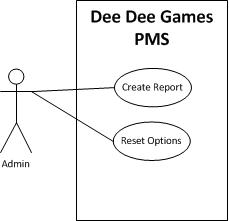 Dee Dee Games
PMS
Create Report
Reset Options
Admin